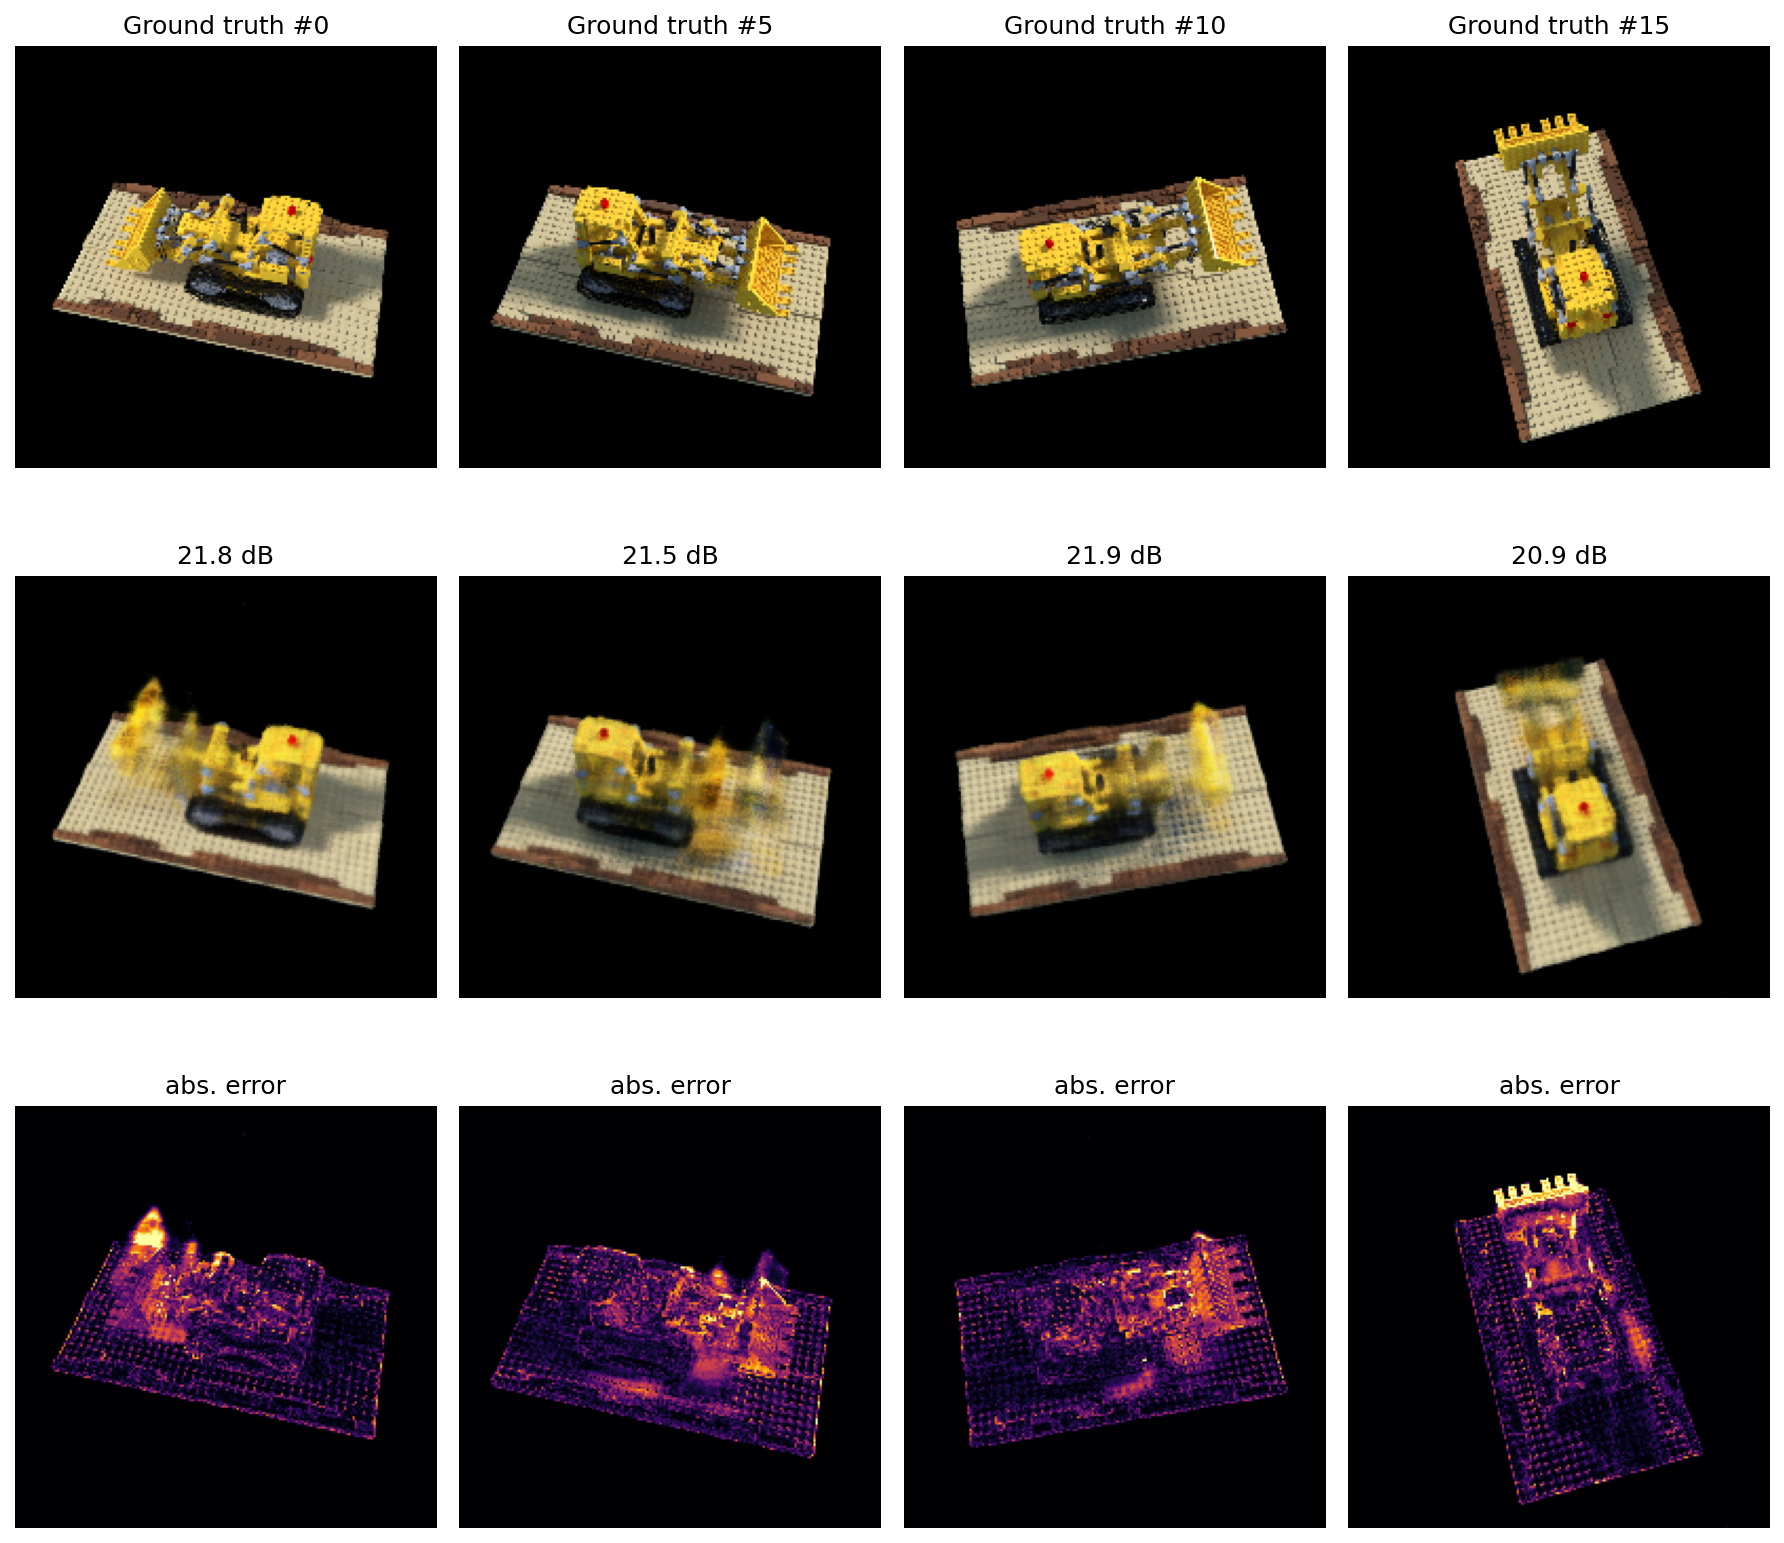 Ground truth #0
Ground truth #5
Ground truth #10
Ground truth #15
21.8 dB
21.5 dB
21.9 dB
20.9 dB
abs. error
abs. error
abs. error
abs. error